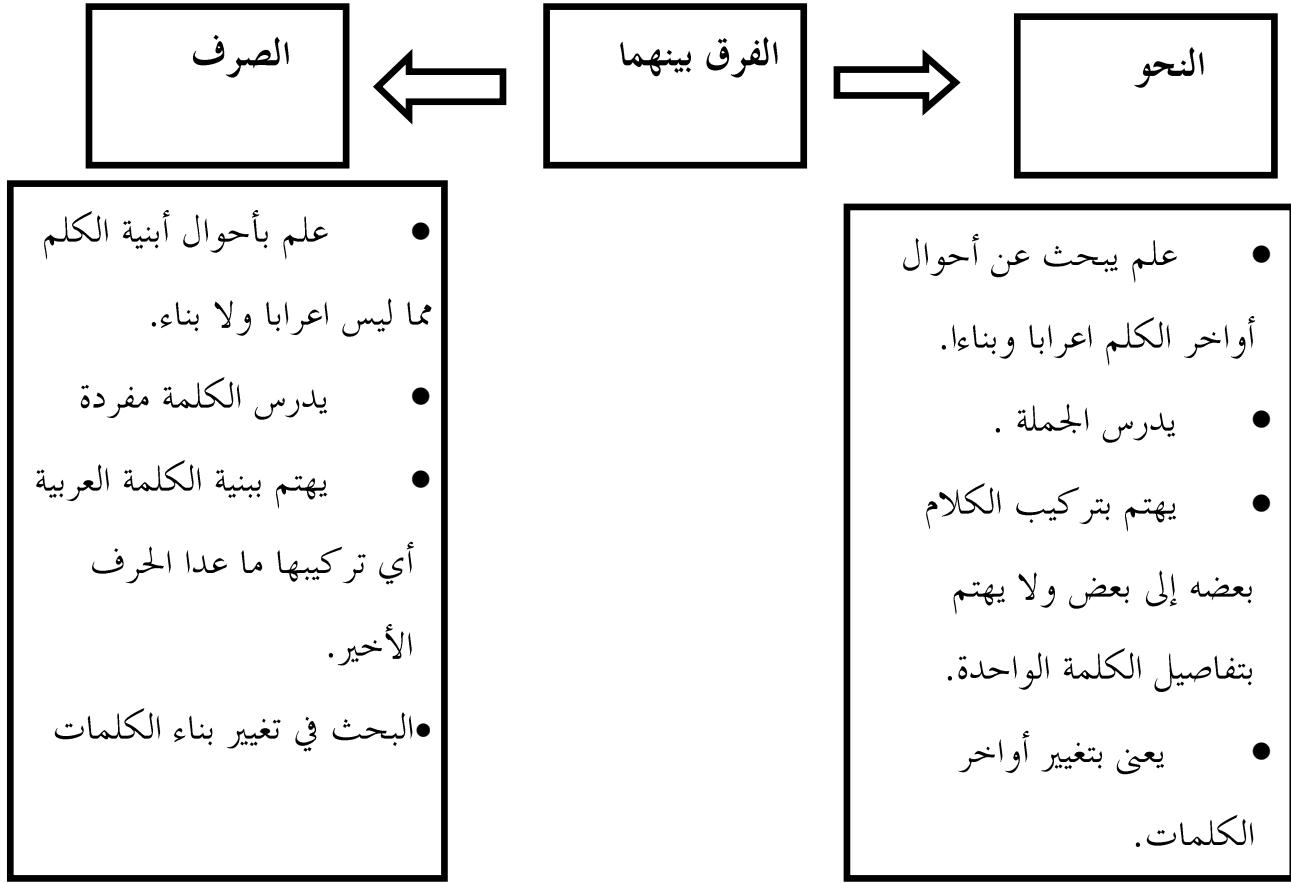 النحو
الفرق بينهما
الصرف
• علم يبحث عن أحوال
أواخر الكلم اعرابا وبناءا.
• يدرس الجملة .
• يهتم بتركيب الكلام
بعضه إلى بعض ولا يهتم
بتفاصيل الكلمة الواحدة.
• يعنى بتغيير أواخر
الكلمات.
• علم بأحوال أبنية الكلم
مما ليس اعرابا ولا بناء.
• يدرس الكلمة مفردة
• يهتم ببنية الكلمة العربية
أي تركيبها ما عدا الحرف
الأخير.
•البحث في تغيير بناء الكلمات